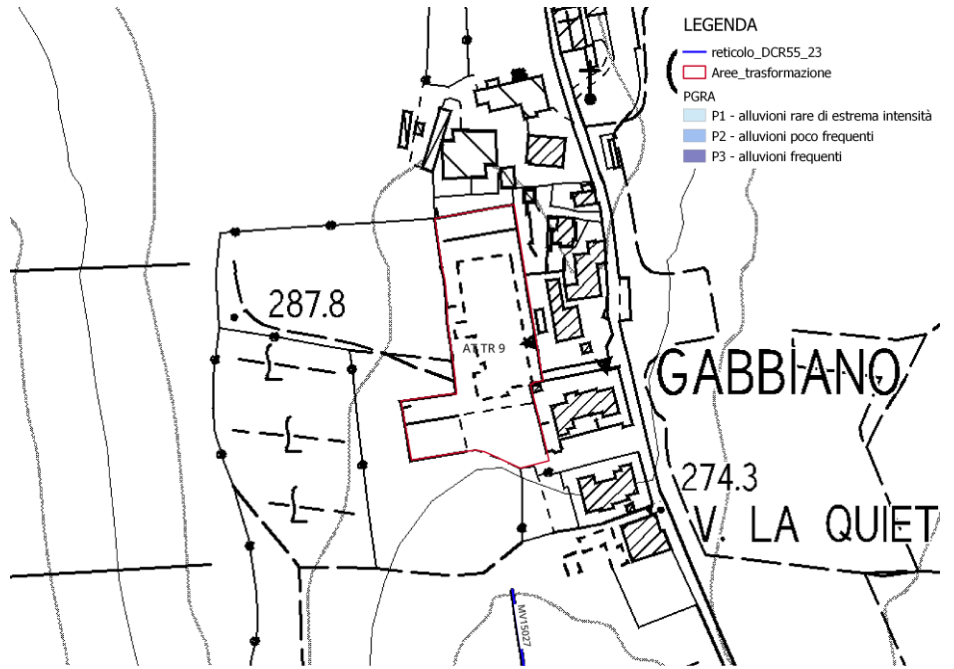 LEGENDA
reticolo_DCR55_23
Aree_trasformazione
PGRA
P1 - alluvioni rare di estrema intensità
P2 - alluvioni poco frequenti
P3 - alluvioni frequenti
287.8
AT TR 9
GABBIANO
274.3
V. LA QUIET
MV15027